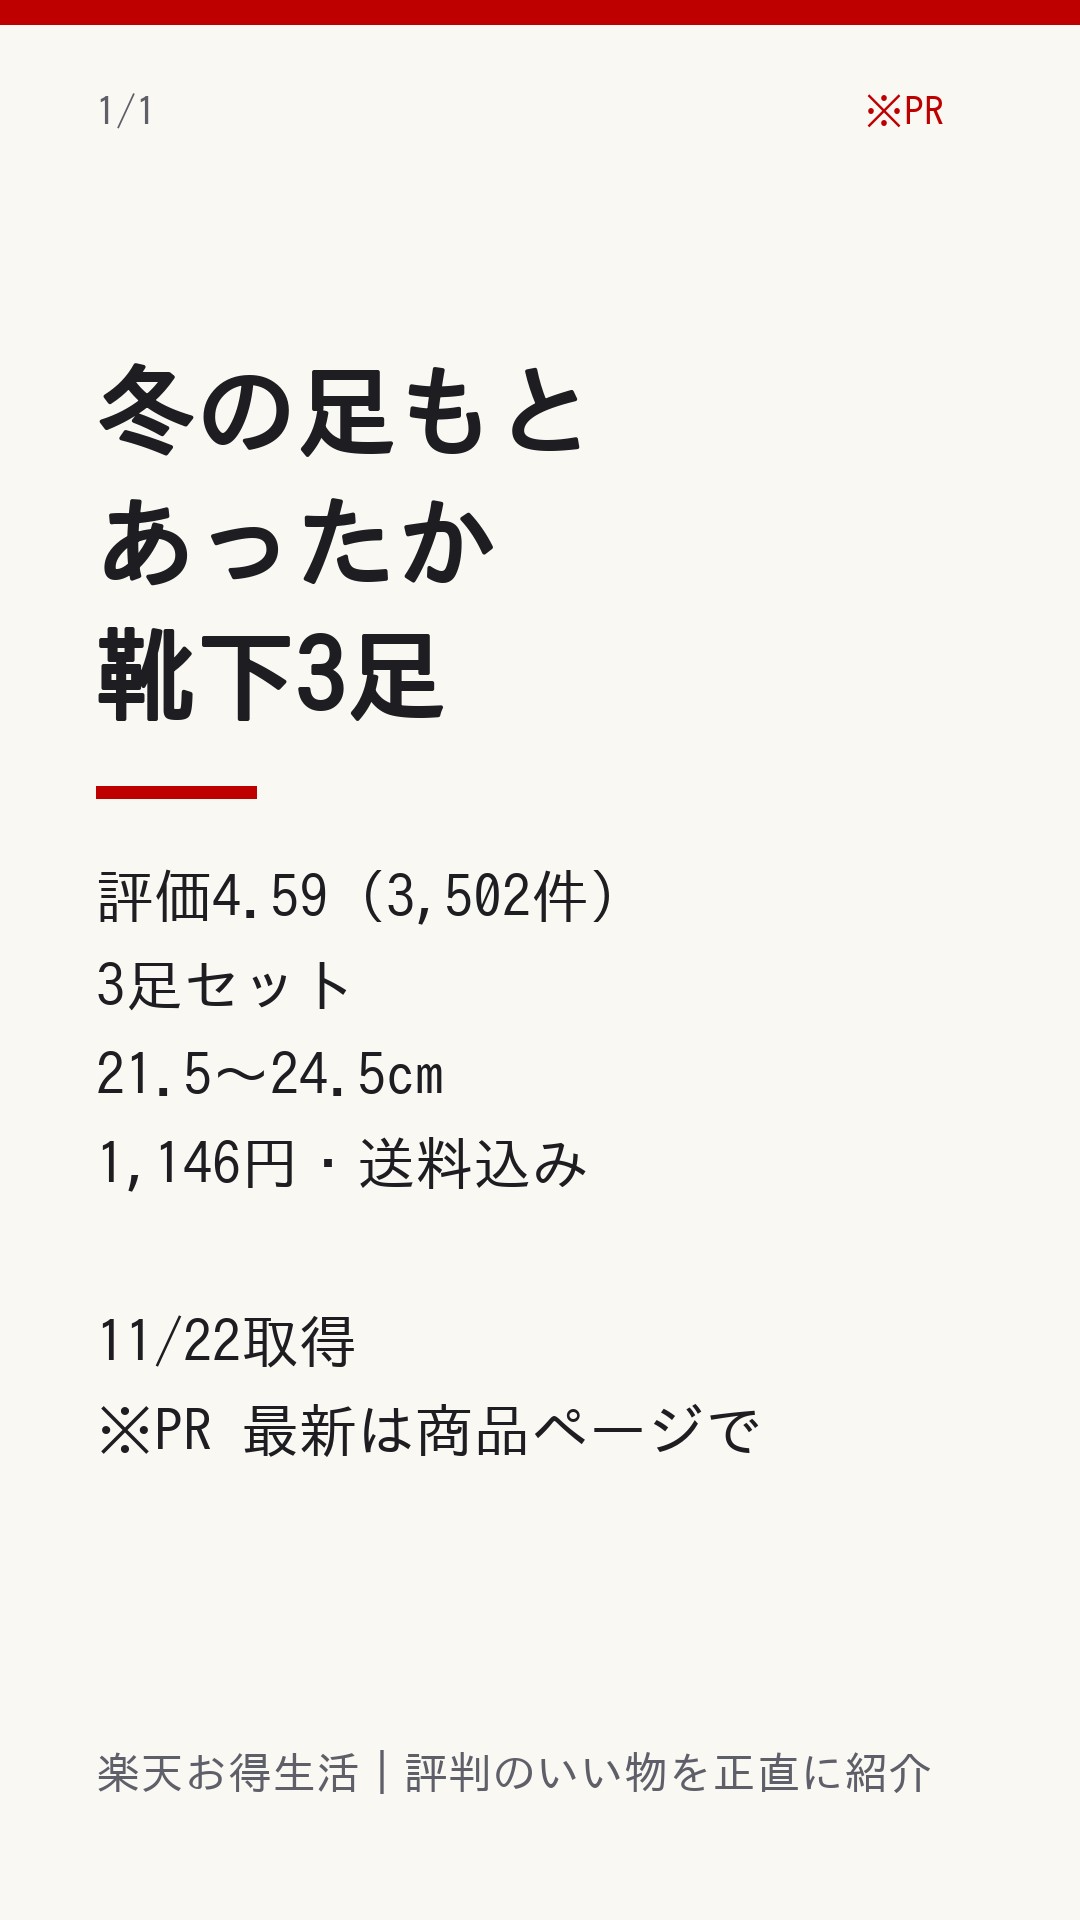 1/1
※PR
冬の足もと
あったか
靴下3足
評価4.59（3,502件）
3足セット
21.5〜24.5cm
1,146円・送料込み
11/22取得
※PR 最新は商品ページで
楽天お得生活｜評判のいい物を正直に紹介